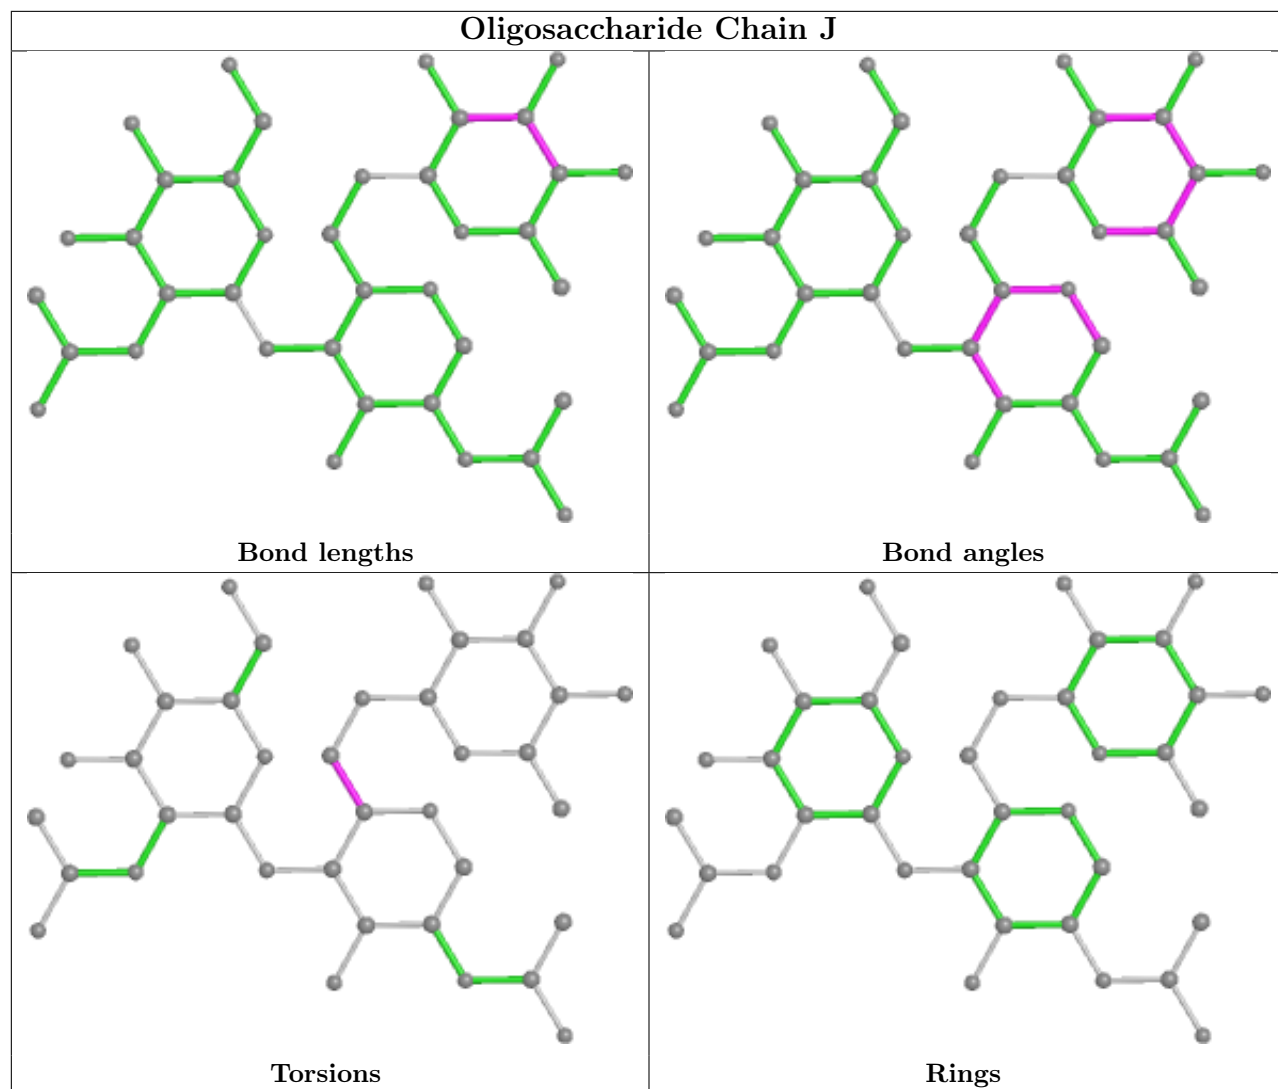 Oligosaccharide Chain J
Bond lengths
Bond angles
Torsions
Rings